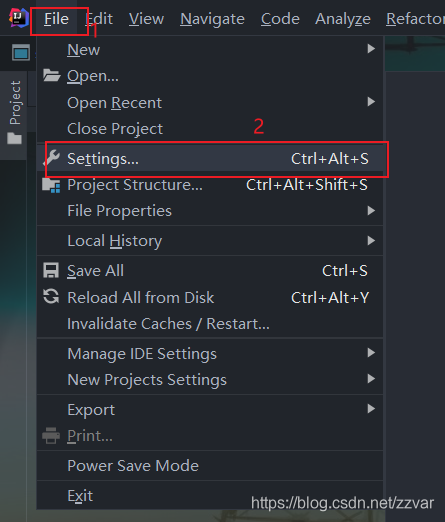 IJ
File Edit View Navigate Code Analyze Refactor
1
Project
New
Open...
Open Recent
Close Project
2
Settings... Ctrl+Alt+S
Project Structure... Ctrl+Alt+Shift+S
File Properties
Local History
Save All Ctrl+S
Reload All from Disk Ctrl+Alt+Y
Invalidate Caches / Restart...
Manage IDE Settings
New Projects Settings
Export
Print...
Power Save Mode
Exit
https://blog.csdn.net/zzvar